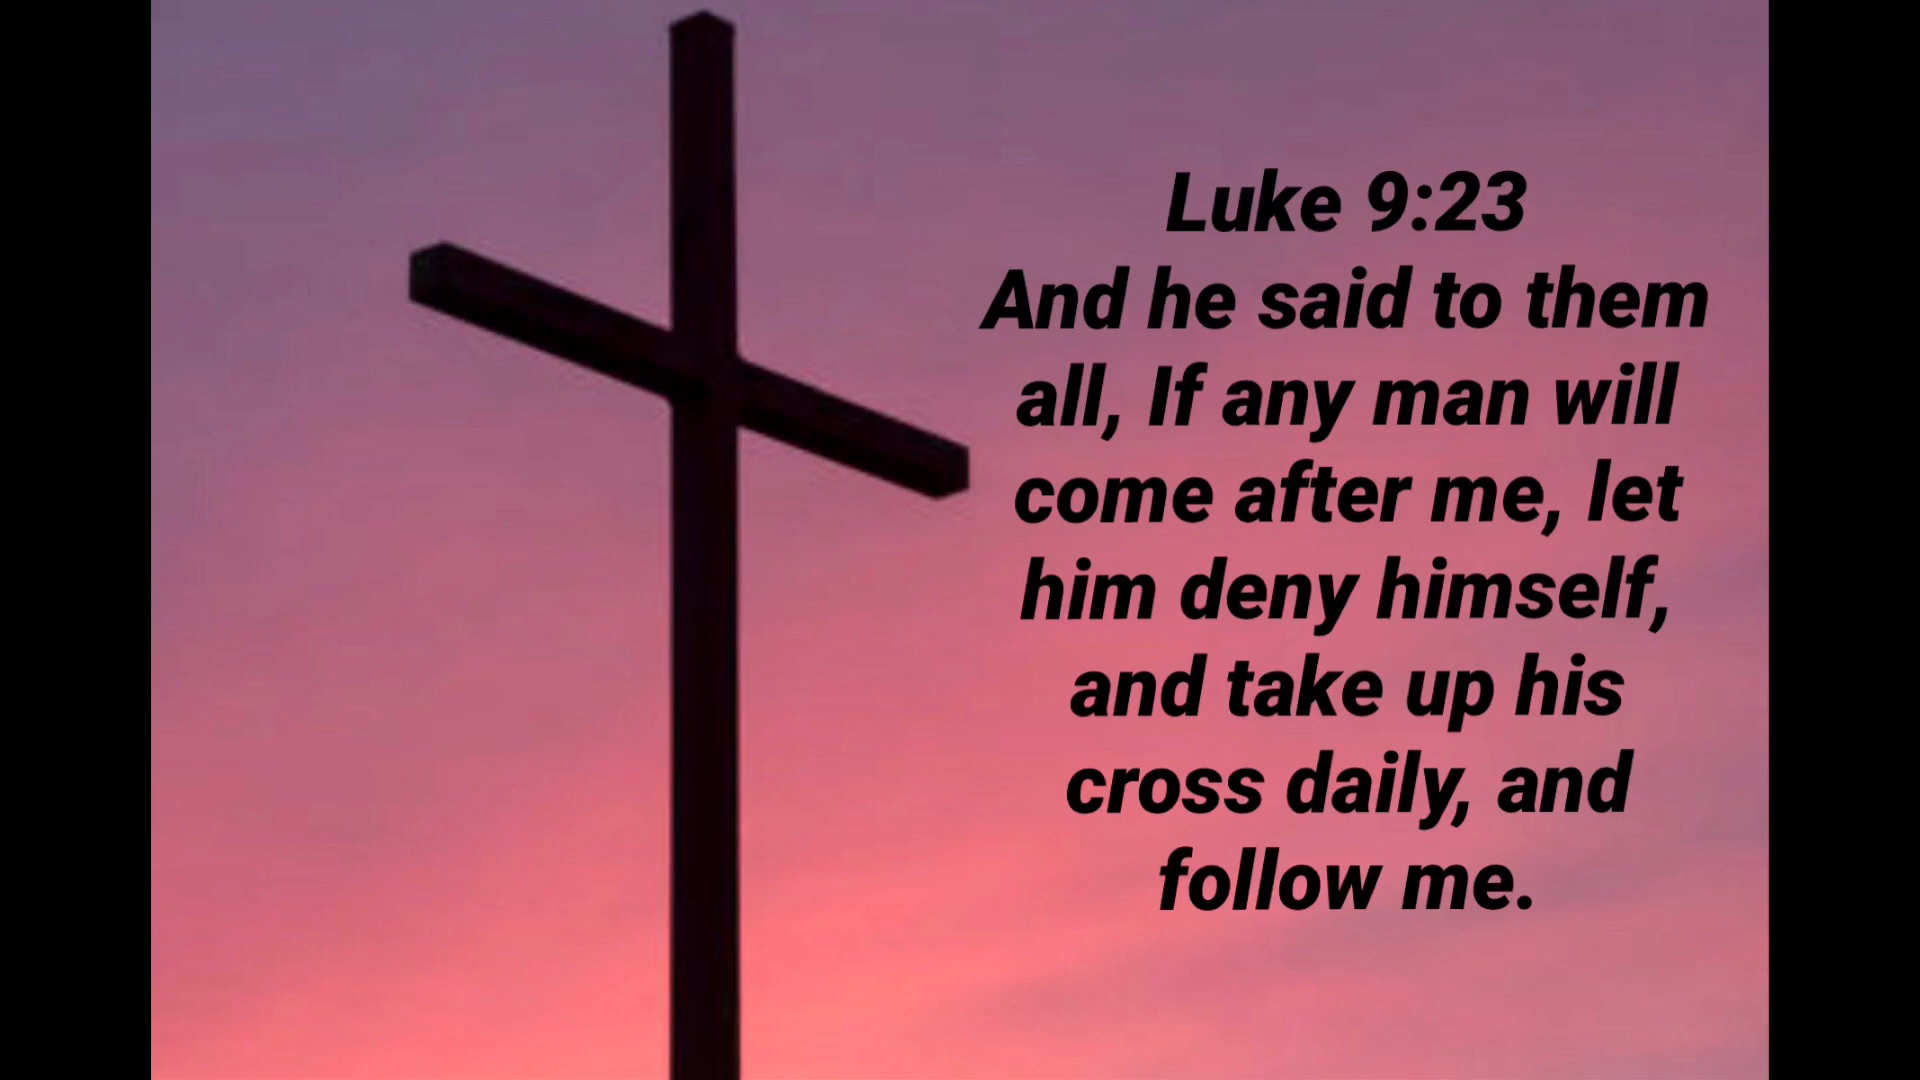 Luke 9:23
And he said to them
all, If any man will
come after me, let
him deny himself,
and take up his
cross daily, and
follow me.